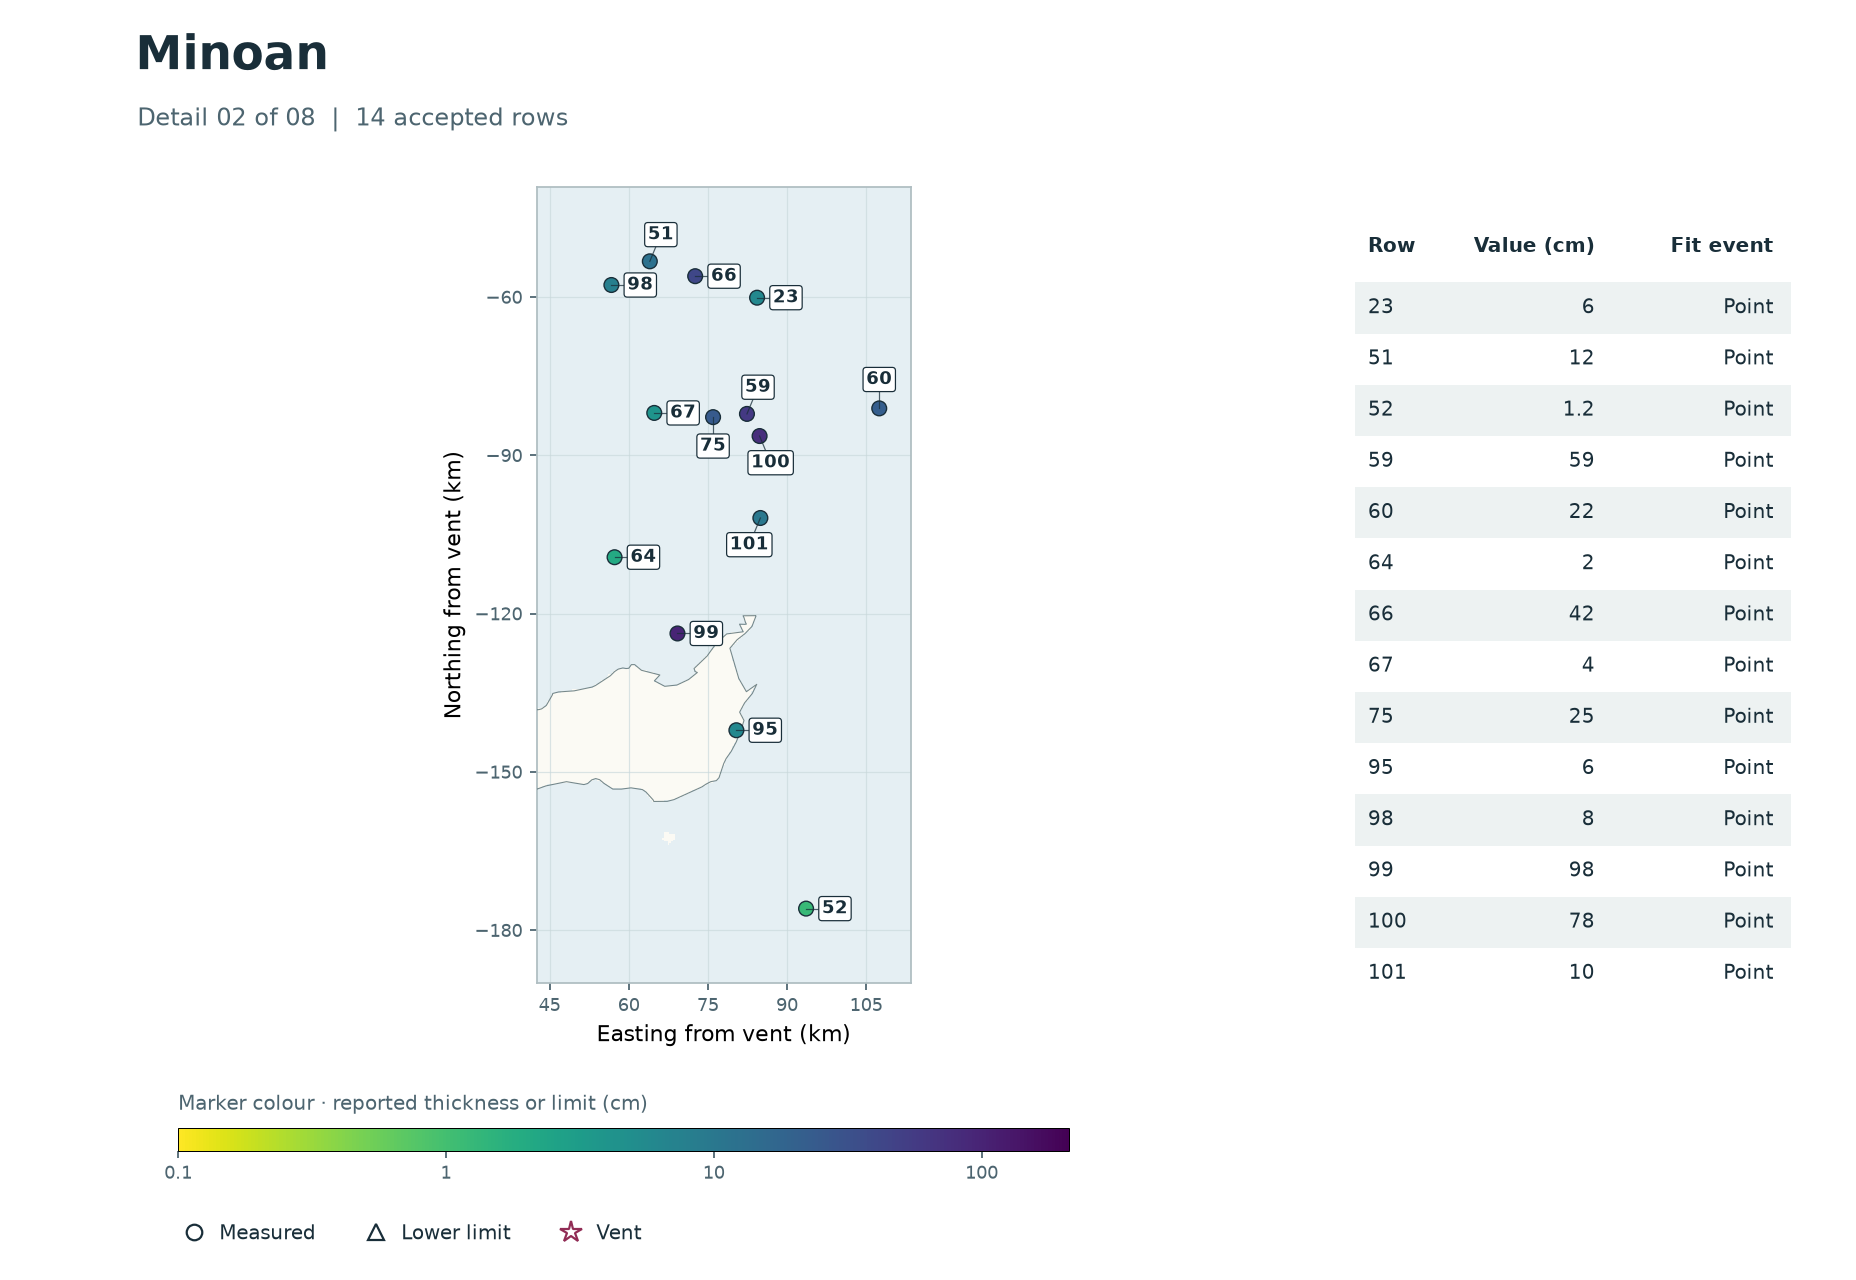 Minoan
Detail 02 of 08 | 14 accepted rows
51
98
66
23
59
60
67
75
100
101
64
99
95
52
−60
−90
−120
−150
−180
Northing from vent (km)
45 60 75 90 105
Easting from vent (km)
Row Value (cm) Fit event
23 6 Point
51 12 Point
52 1.2 Point
59 59 Point
60 22 Point
64 2 Point
66 42 Point
67 4 Point
75 25 Point
95 6 Point
98 8 Point
99 98 Point
100 78 Point
101 10 Point
Marker colour · reported thickness or limit (cm)
0.1 1 10 100
Measured Lower limit Vent